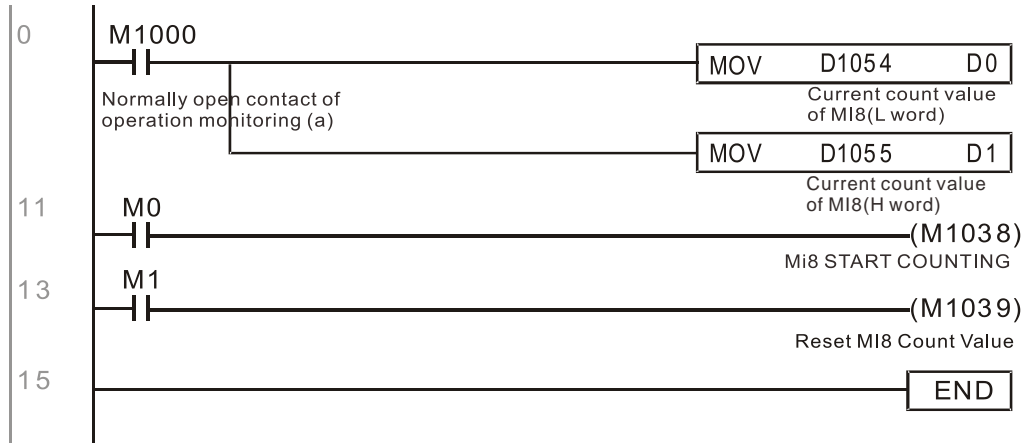 0
M1000
MOV D1054 D0
Normally open contact of
operation monitoring (a)
Current count value
of MI8(L word)
MOV D1055 D1
Current count value
of MI8(H word)
11
M0
(M1038)
Mi8 START COUNTING
13
M1
(M1039)
Reset MI8 Count Value
15
END